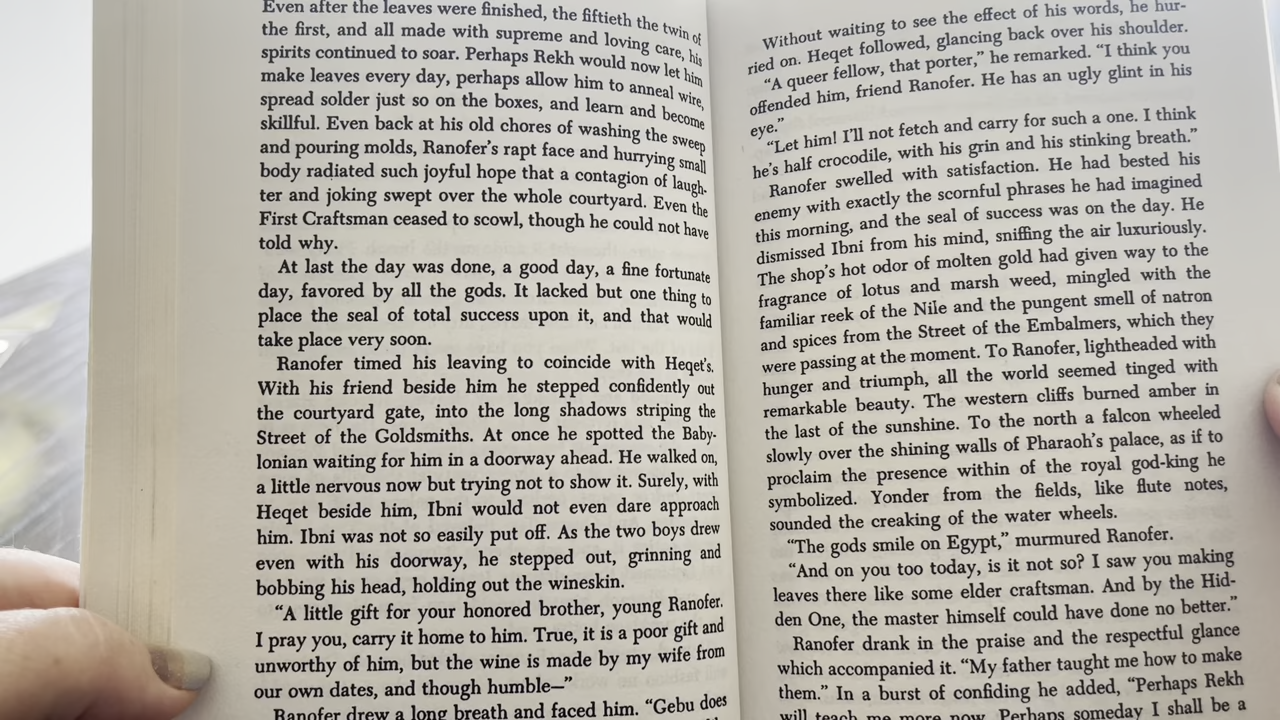 Even after the leaves were finished, the fiftieth the twin of
the first, and all made with supreme and loving care, his
spirits continued to soar. Perhaps Rekh would now let him
make leaves every day, perhaps allow him to anneal wire,
spread solder just so on the boxes, and learn and become
skillful. Even back at his old chores of washing the sweep
and pouring molds, Ranofer's rapt face and hurrying small
body radiated such joyful hope that a contagion of laugh-
ter and joking swept over the whole courtyard. Even the
First Craftsman ceased to scowl, though he could not have
told why.
At last the day was done, a good day, a fine fortunate
day, favored by all the gods. It lacked but one thing to
place the seal of total success upon it, and that would
take place very soon.
Ranofer timed his leaving to coincide with Heqet's.
With his friend beside him he stepped confidently out
the courtyard gate, into the long shadows striping the
Street of the Goldsmiths. At once he spotted the Baby-
lonian waiting for him in a doorway ahead. He walked on,
a little nervous now but trying not to show it. Surely, with
Heqet beside him, Ibni would not even dare approach
him. Ibni was not so easily put off. As the two boys drew
even with his doorway, he stepped out, grinning and
bobbing his head, holding out the wineskin.
"A little gift for your honored brother, young Ranofer.
I pray you, carry it home to him. True, it is a poor gift and
unworthy of him, but the wine is made by my wife from
our own dates, and though humble—"
Ranofer drew a long breath and faced him. "Gebu does
Without waiting to see the effect of his words, he hur-
ried on. Heqet followed, glancing back over his shoulder.
"A queer fellow, that porter," he remarked. "I think you
offended him, friend Ranofer. He has an ugly glint in his
eye."
"Let him! I'll not fetch and carry for such a one. I think
he's half crocodile, with his grin and his stinking breath."
Ranofer swelled with satisfaction. He had bested his
enemy with exactly the scornful phrases he had imagined
this morning, and the seal of success was on the day. He
dismissed Ibni from his mind, sniffing the air luxuriously.
The shop's hot odor of molten gold had given way to the
fragrance of lotus and marsh weed, mingled with the
familiar reek of the Nile and the pungent smell of natron
and spices from the Street of the Embalmers, which they
were passing at the moment. To Ranofer, lightheaded with
hunger and triumph, all the world seemed tinged with
remarkable beauty. The western cliffs burned amber in
the last of the sunshine. To the north a falcon wheeled
slowly over the shining walls of Pharaoh's palace, as if to
proclaim the presence within of the royal god-king he
symbolized. Yonder from the fields, like flute notes,
sounded the creaking of the water wheels.
"The gods smile on Egypt," murmured Ranofer.
"And on you too today, is it not so? I saw you making
leaves there like some elder craftsman. And by the Hid-
den One, the master himself could have done no better."
Ranofer drank in the praise and the respectful glance
which accompanied it. "My father taught me how to make
them." In a burst of confiding he added, "Perhaps Rekh
will teach me more now. Perhaps someday I shall be a